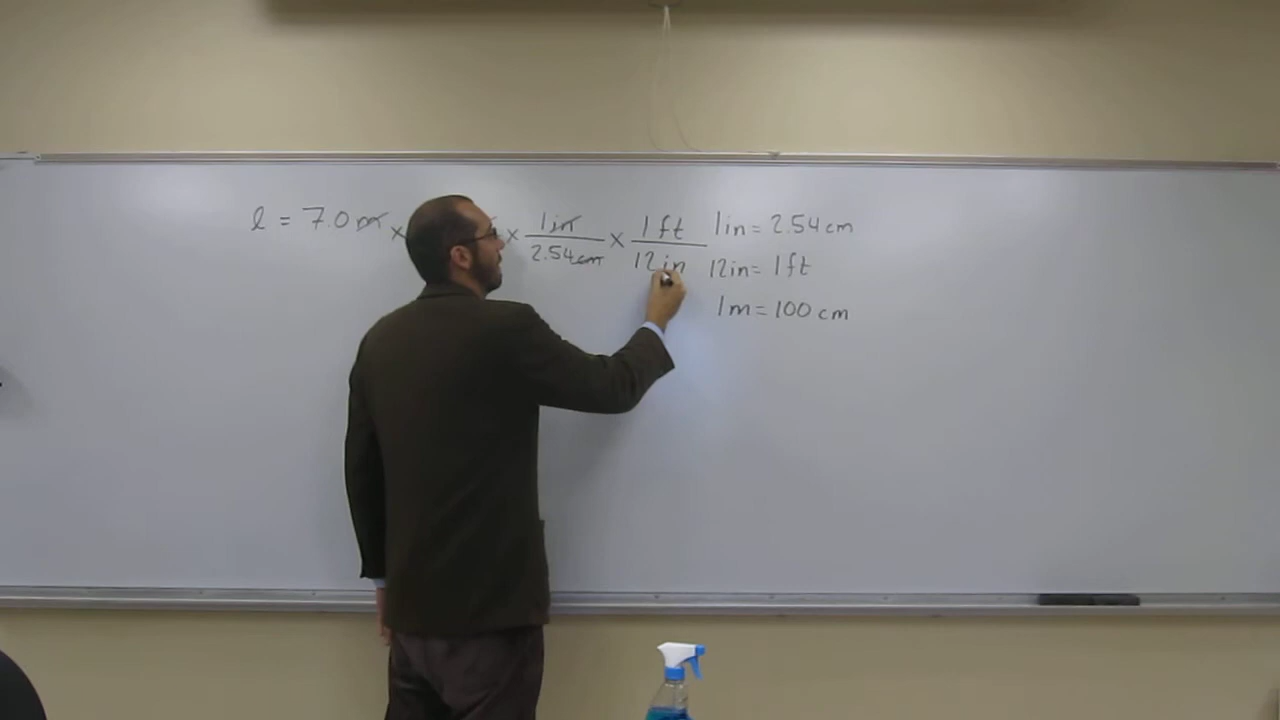 l = 7.0 m × × 1 in / 2.54 cm × 1 ft / 12 in
1 in = 2.54 cm
12 in = 1 ft
1 m = 100 cm